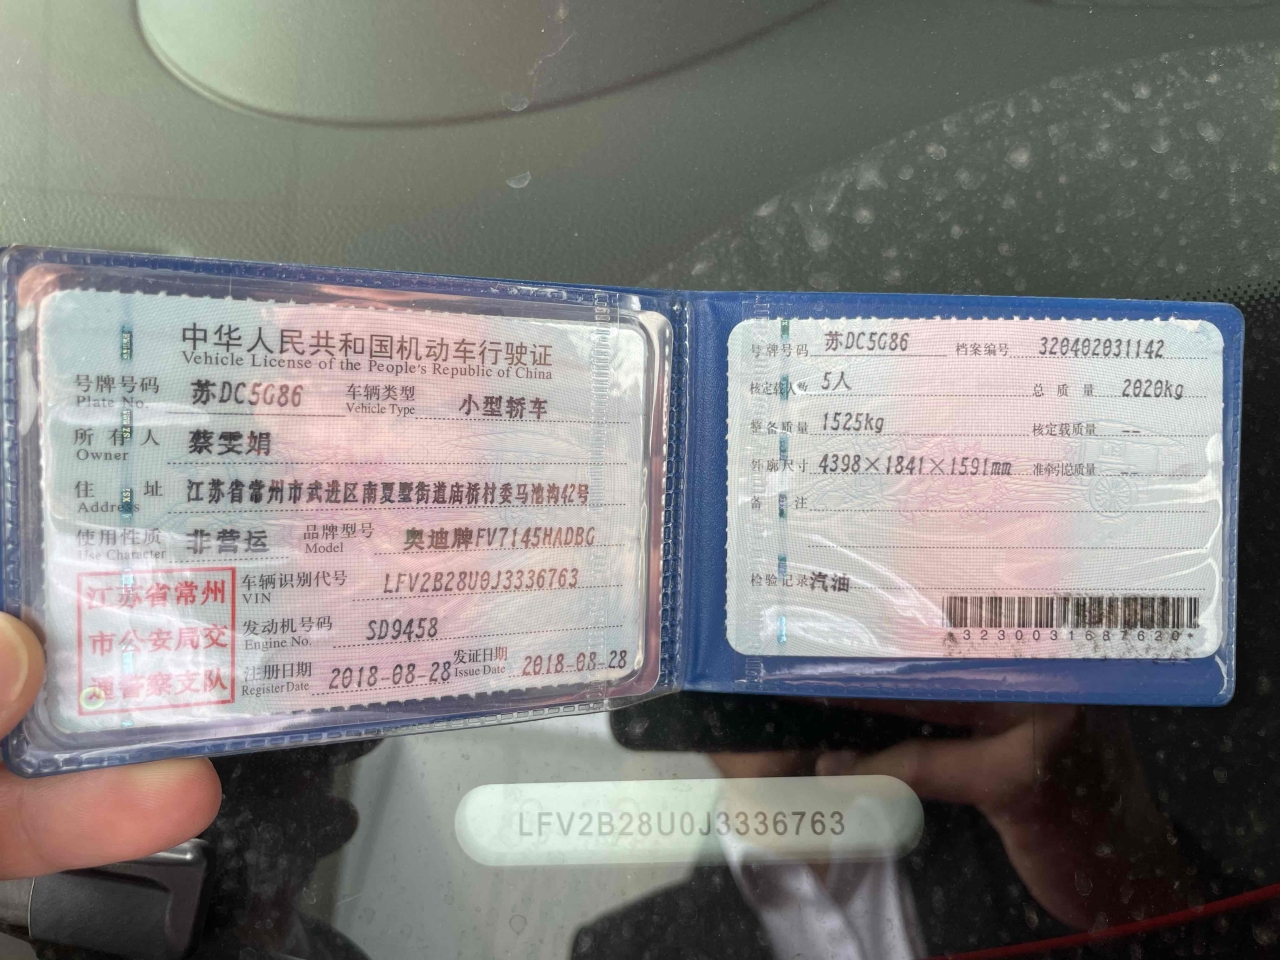 中华人民共和国机动车行驶证
Vehicle License of the People's Republic of China
号牌号码 苏DC5G86 车辆类型 小型轿车
Plate No. Vehicle Type
所有人 蔡雯娟
Owner
住址 江苏省常州市武进区南夏墅街道庙桥村委马池沟42号
Address
使用性质 非营运 品牌型号 奥迪牌FV7145HADBG
Use Character Model
车辆识别代号 LFV2B28U0J3336763
VIN
发动机号码 SD9458
Engine No.
注册日期 2018-08-28 发证日期 2018-08-28
Register Date Issue Date
江苏省常州
市公安局交
通警察支队
号牌号码 苏DC5G86 档案编号 320402031142
核定载人数 5人 总质量 2020kg
整备质量 1525kg 核定载质量 --
外廓尺寸 4398×1841×1591mm 准牵引总质量 --
备注
检验记录 汽油
*3230031687620*
LFV2B28U0J3336763